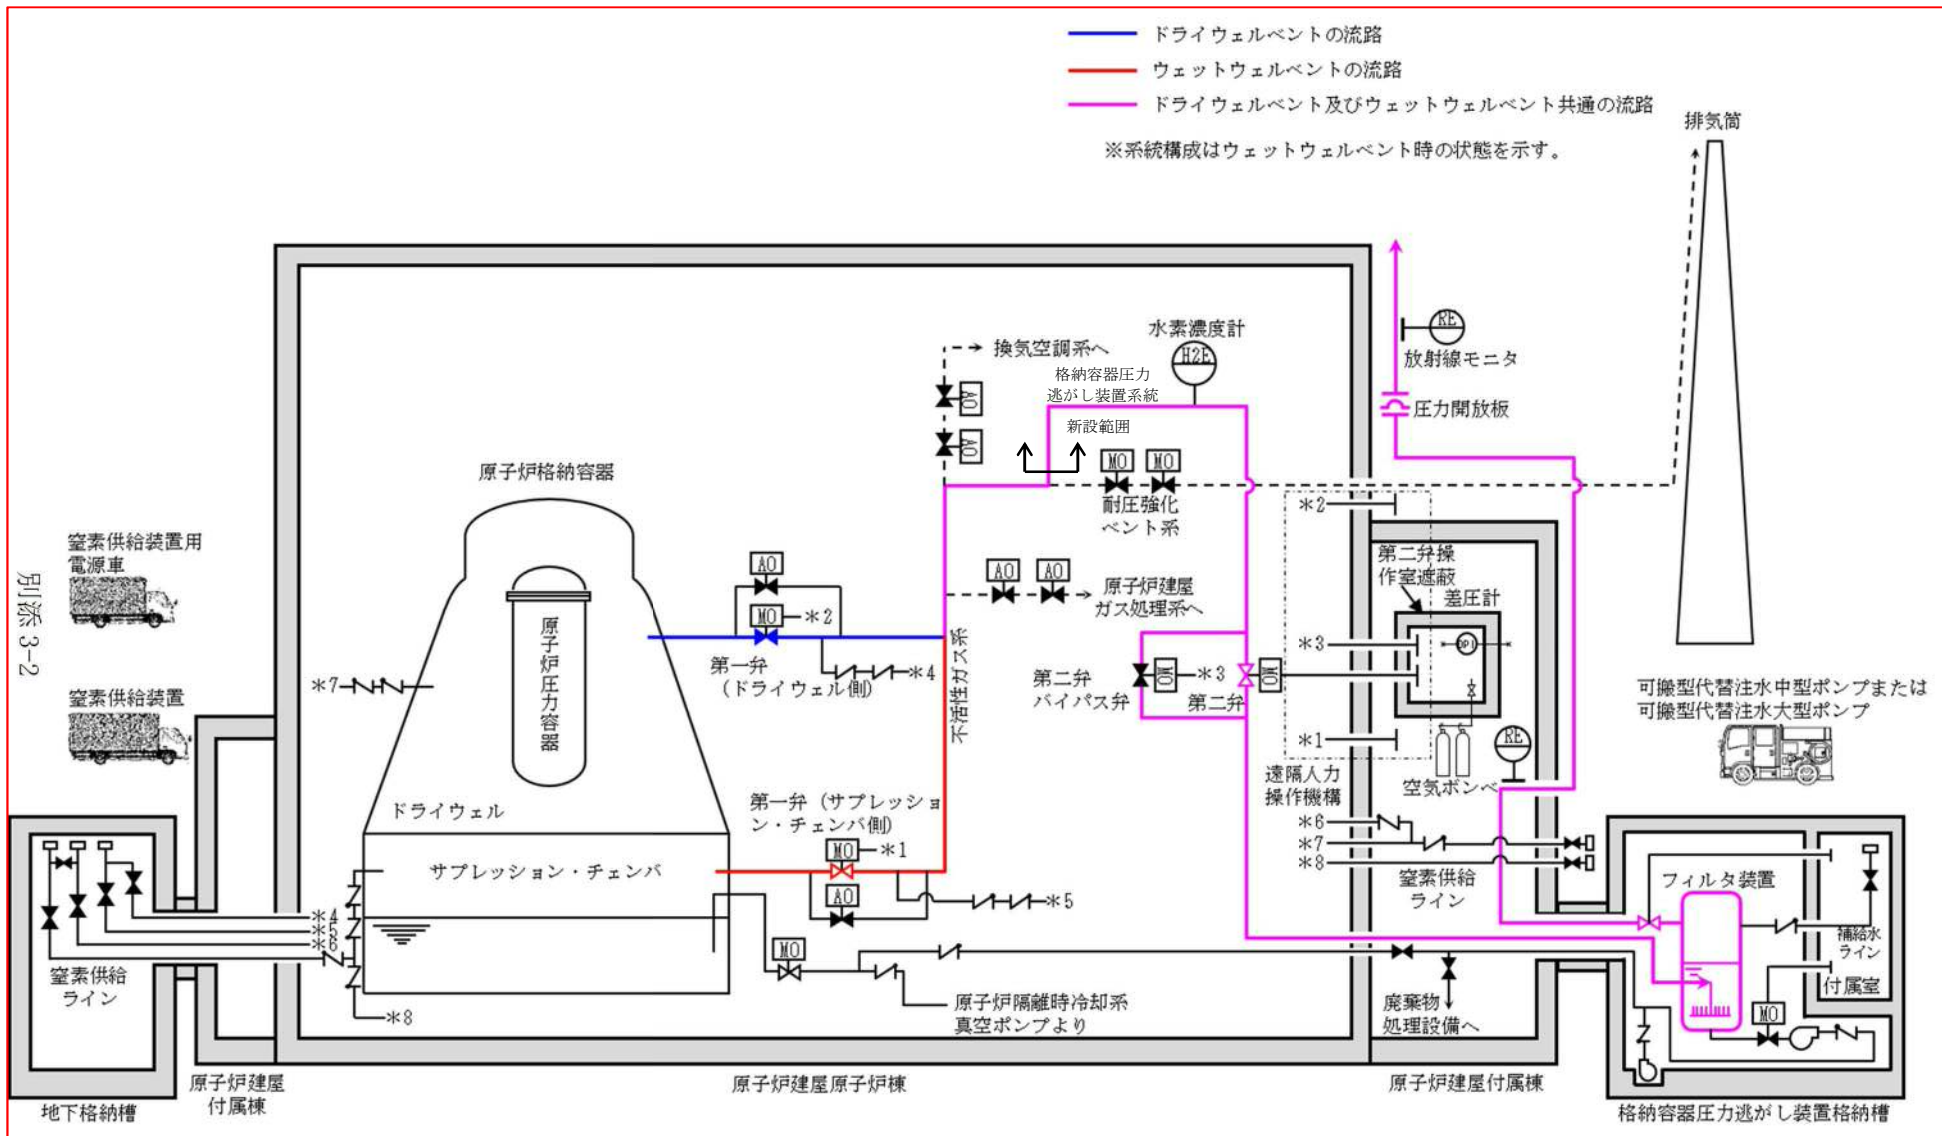 ドライウェルベントの流路
ウェットウェルベントの流路
ドライウェルベント及びウェットウェルベント共通の流路
※系統構成はウェットウェルベント時の状態を示す。
排気筒
RE
放射線モニタ
圧力開放板
水素濃度計
H2E
換気空調系へ
AO
AO
格納容器圧力
逃がし装置系統
新設範囲
MO
MO
耐圧強化
ベント系
原子炉格納容器
原子炉圧力容器
窒素供給装置用
電源車
窒素供給装置
別添 3-2
AO
MO
*2
第一弁
（ドライウェル側）
*4
*7
AO
AO
原子炉建屋
ガス処理系へ
不活性ガス系
第二弁
バイパス弁
MO
*3
第二弁
MO
*2
*3
*1
遠隔人力
操作機構
第二弁操
作室遮蔽
差圧計
DPI
空気ボンベ
RE
可搬型代替注水中型ポンプまたは
可搬型代替注水大型ポンプ
ドライウェル
サプレッション・チェンバ
第一弁（サプレッショ
ン・チェンバ側）
MO
*1
AO
*5
*6
*7
*8
窒素供給
ライン
*4
*5
*6
窒素供給
ライン
*8
MO
原子炉隔離時冷却系
真空ポンプより
廃棄物
処理設備へ
フィルタ装置
補給水
ライン
付属室
MO
地下格納槽
原子炉建屋
付属棟
原子炉建屋原子炉棟
原子炉建屋付属棟
格納容器圧力逃がし装置格納槽